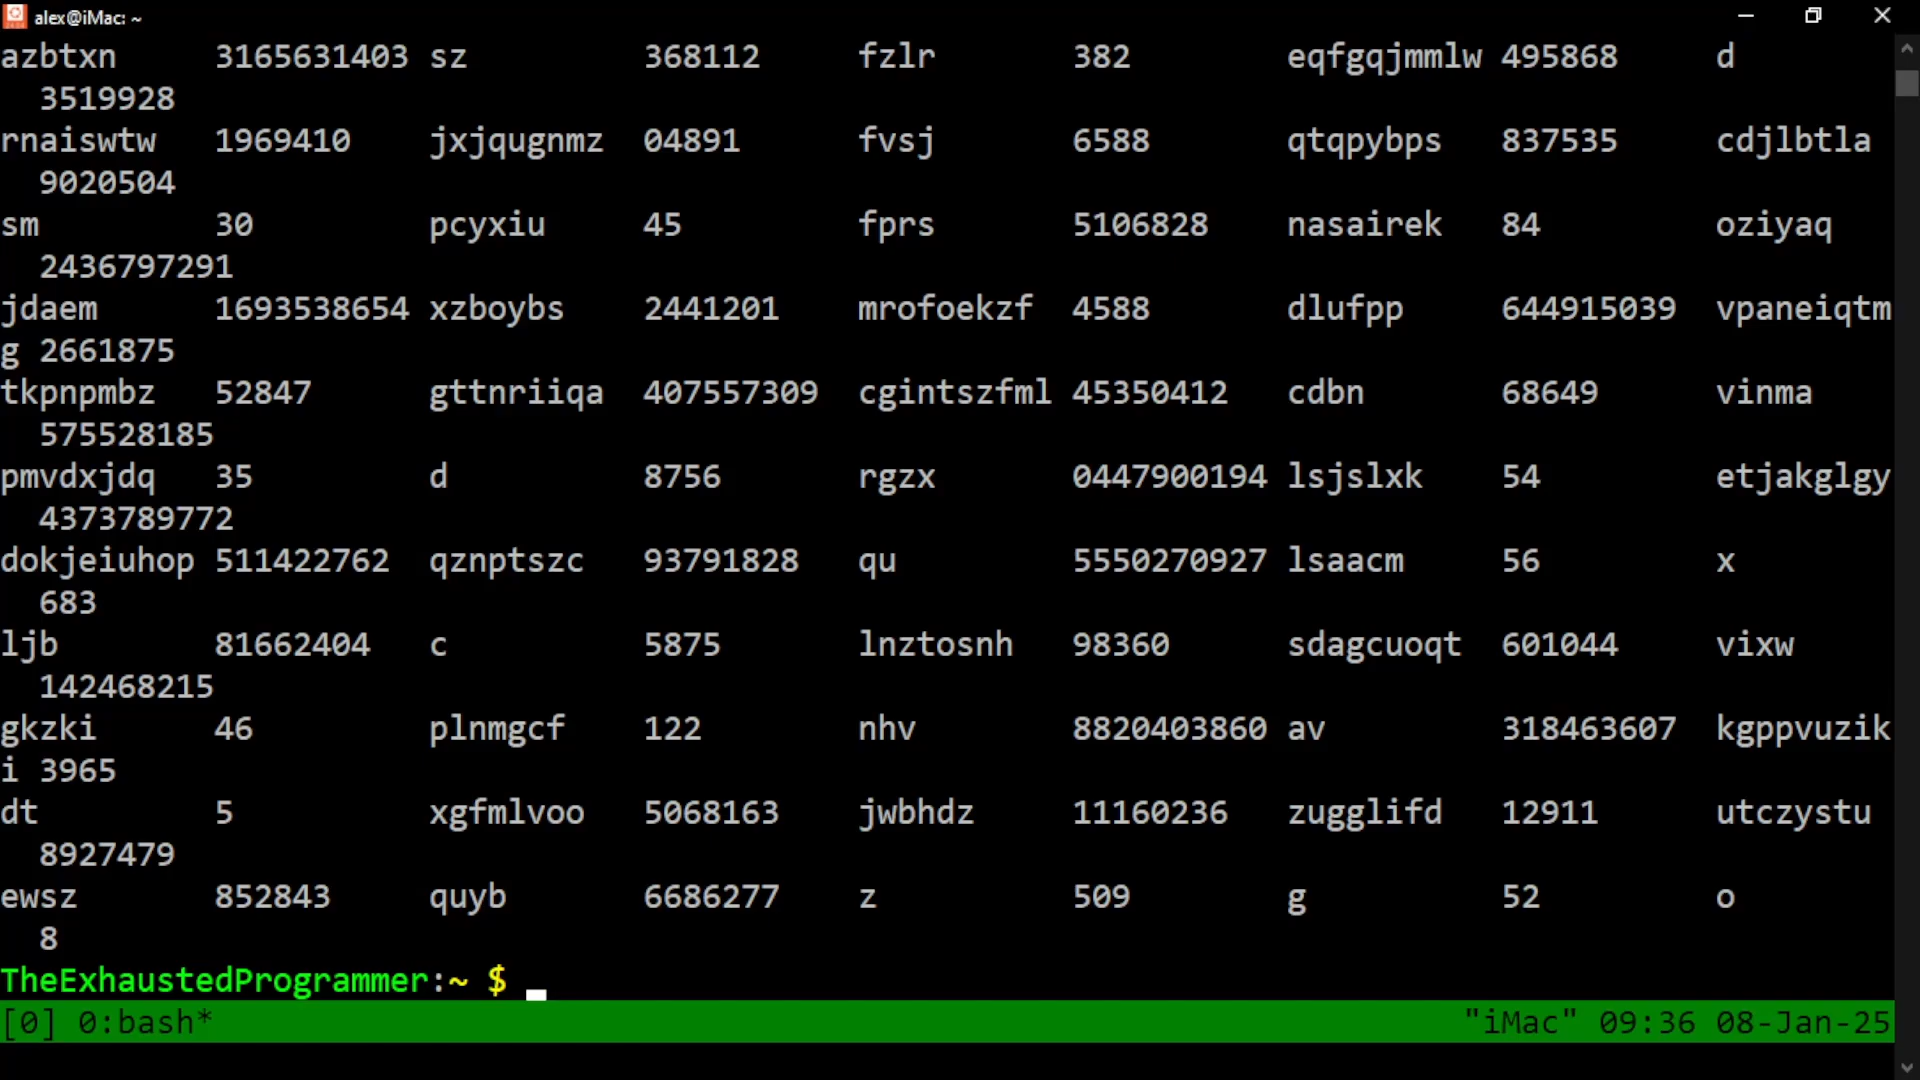 alex@iMac: ~
azbtxn 3165631403 sz 368112 fzlr 382 eqfgqjmmlw 495868 d
3519928
rnaiswtw 1969410 jxjqugnmz 04891 fvsj 6588 qtqpybps 837535 cdjlbtla
9020504
sm 30 pcyxiu 45 fprs 5106828 nasairek 84 oziyaq
2436797291
jdaem 1693538654 xzboybs 2441201 mrofoekzf 4588 dlufpp 644915039 vpaneiqtm
g 2661875
tkpnpmbz 52847 gttnriiqa 407557309 cgintszfml 45350412 cdbn 68649 vinma
575528185
pmvdxjdq 35 d 8756 rgzx 0447900194 lsjslxk 54 etjakglgy
4373789772
dokjeiuhop 511422762 qznptszc 93791828 qu 5550270927 lsaacm 56 x
683
ljb 81662404 c 5875 lnztosnh 98360 sdagcuoqt 601044 vixw
142468215
gkzki 46 plnmgcf 122 nhv 8820403860 av 318463607 kgppvuzik
i 3965
dt 5 xgfmlvoo 5068163 jwbhdz 11160236 zugglifd 12911 utczystu
8927479
ewsz 852843 quyb 6686277 z 509 g 52 o
8
TheExhaustedProgrammer:~ $
[0] 0:bash* "iMac" 09:36 08-Jan-25